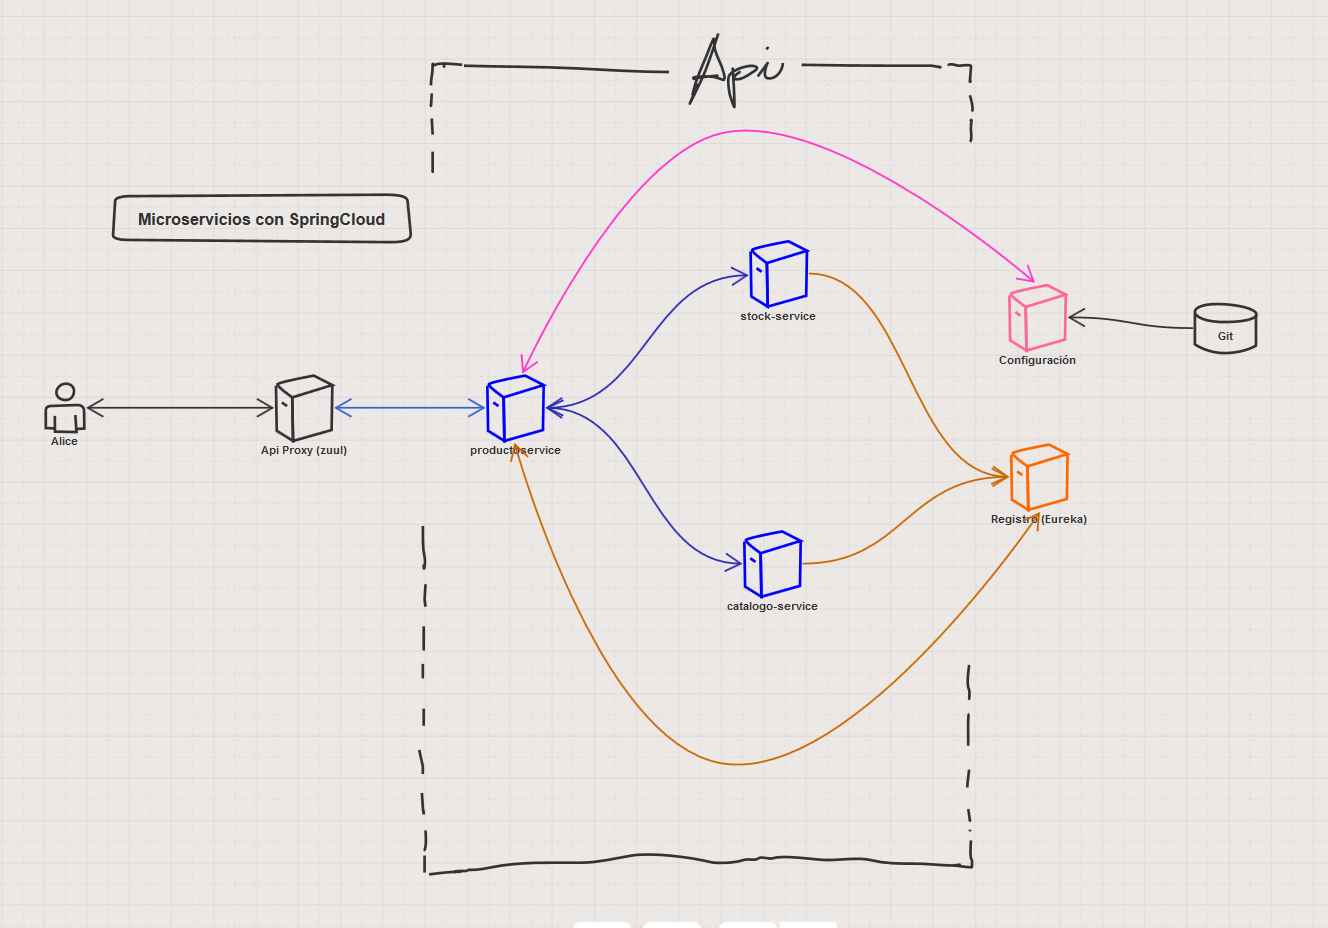 Api
Microservicios con SpringCloud
stock-service
Configuración
Git
Alice
Api Proxy (zuul)
productoservice
Registro (Eureka)
catalogo-service